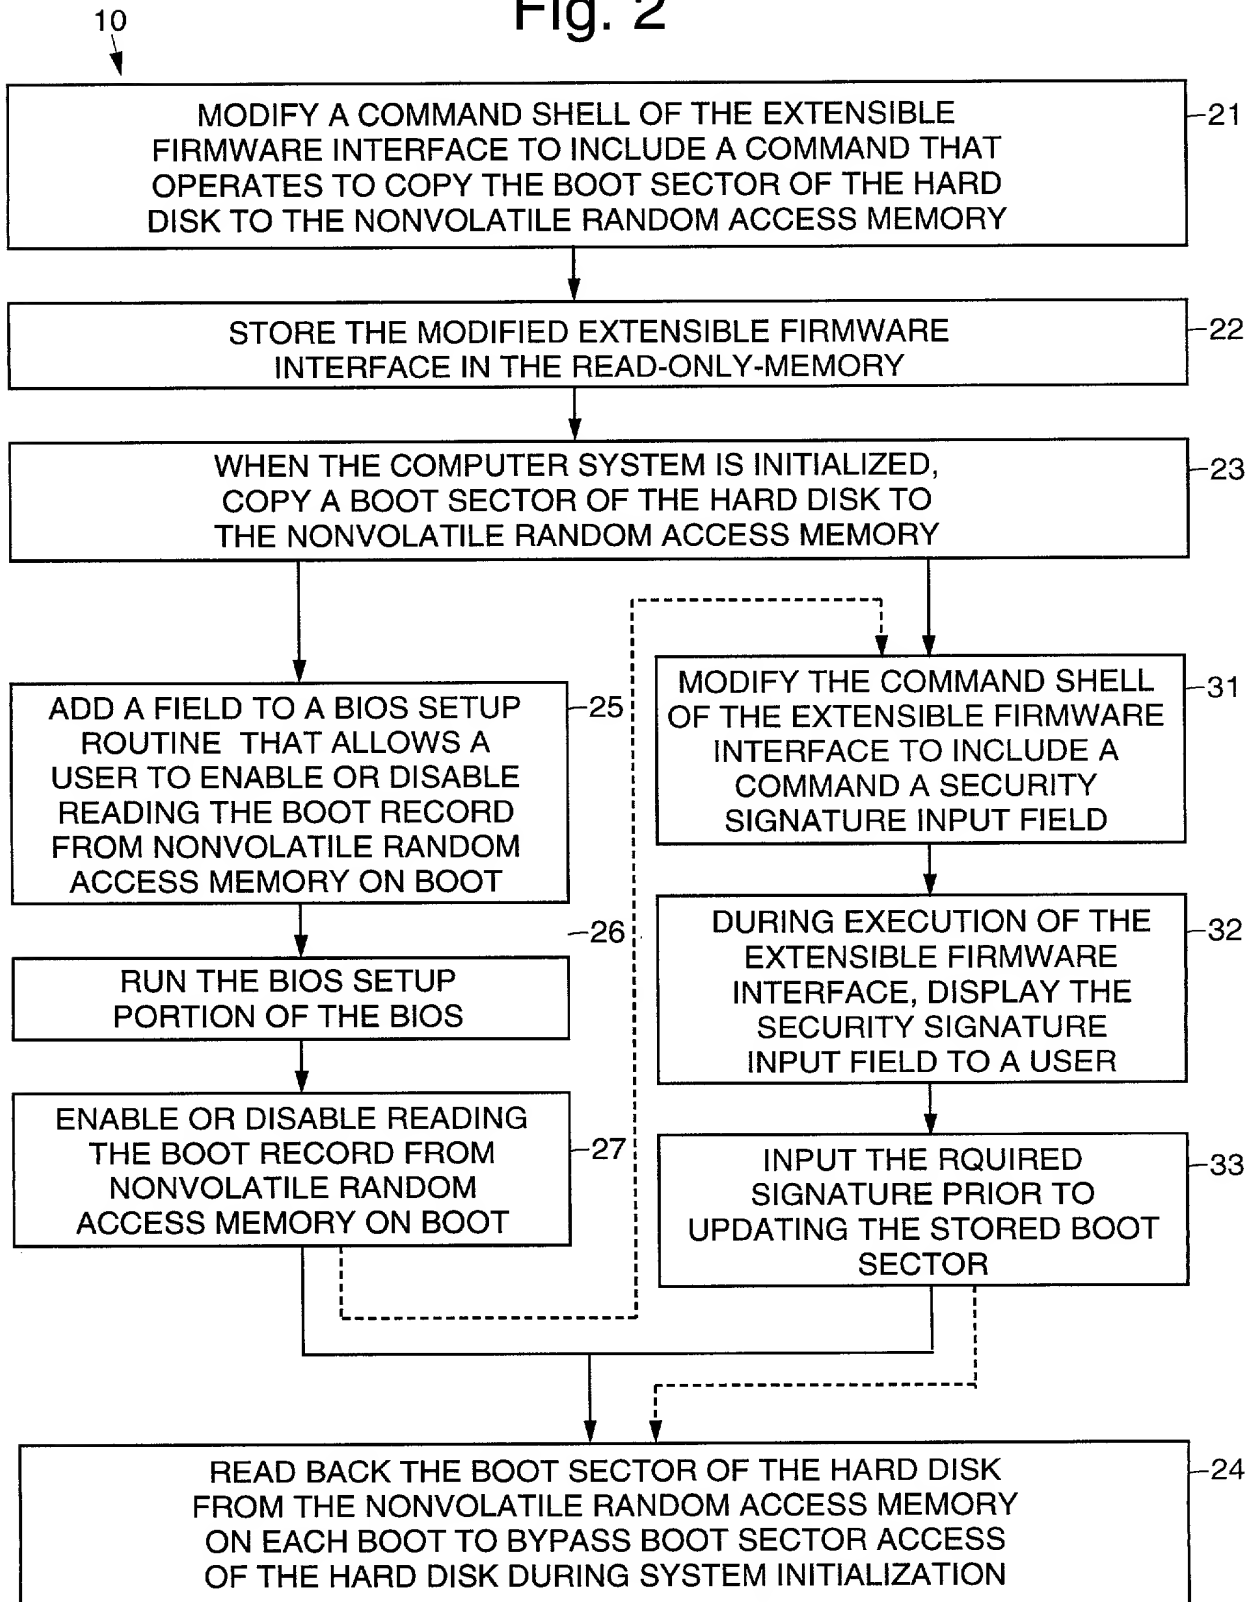 Fig. 2
10
MODIFY A COMMAND SHELL OF THE EXTENSIBLE
FIRMWARE INTERFACE TO INCLUDE A COMMAND THAT
OPERATES TO COPY THE BOOT SECTOR OF THE HARD
DISK TO THE NONVOLATILE RANDOM ACCESS MEMORY
21
STORE THE MODIFIED EXTENSIBLE FIRMWARE
INTERFACE IN THE READ-ONLY-MEMORY
22
WHEN THE COMPUTER SYSTEM IS INITIALIZED,
COPY A BOOT SECTOR OF THE HARD DISK TO
THE NONVOLATILE RANDOM ACCESS MEMORY
23
ADD A FIELD TO A BIOS SETUP
ROUTINE THAT ALLOWS A
USER TO ENABLE OR DISABLE
READING THE BOOT RECORD
FROM NONVOLATILE RANDOM
ACCESS MEMORY ON BOOT
25
RUN THE BIOS SETUP
PORTION OF THE BIOS
26
ENABLE OR DISABLE READING
THE BOOT RECORD FROM
NONVOLATILE RANDOM
ACCESS MEMORY ON BOOT
27
MODIFY THE COMMAND SHELL
OF THE EXTENSIBLE FIRMWARE
INTERFACE TO INCLUDE A
COMMAND A SECURITY
SIGNATURE INPUT FIELD
31
DURING EXECUTION OF THE
EXTENSIBLE FIRMWARE
INTERFACE, DISPLAY THE
SECURITY SIGNATURE
INPUT FIELD TO A USER
32
INPUT THE RQUIRED
SIGNATURE PRIOR TO
UPDATING THE STORED BOOT
SECTOR
33
READ BACK THE BOOT SECTOR OF THE HARD DISK
FROM THE NONVOLATILE RANDOM ACCESS MEMORY
ON EACH BOOT TO BYPASS BOOT SECTOR ACCESS
OF THE HARD DISK DURING SYSTEM INITIALIZATION
24